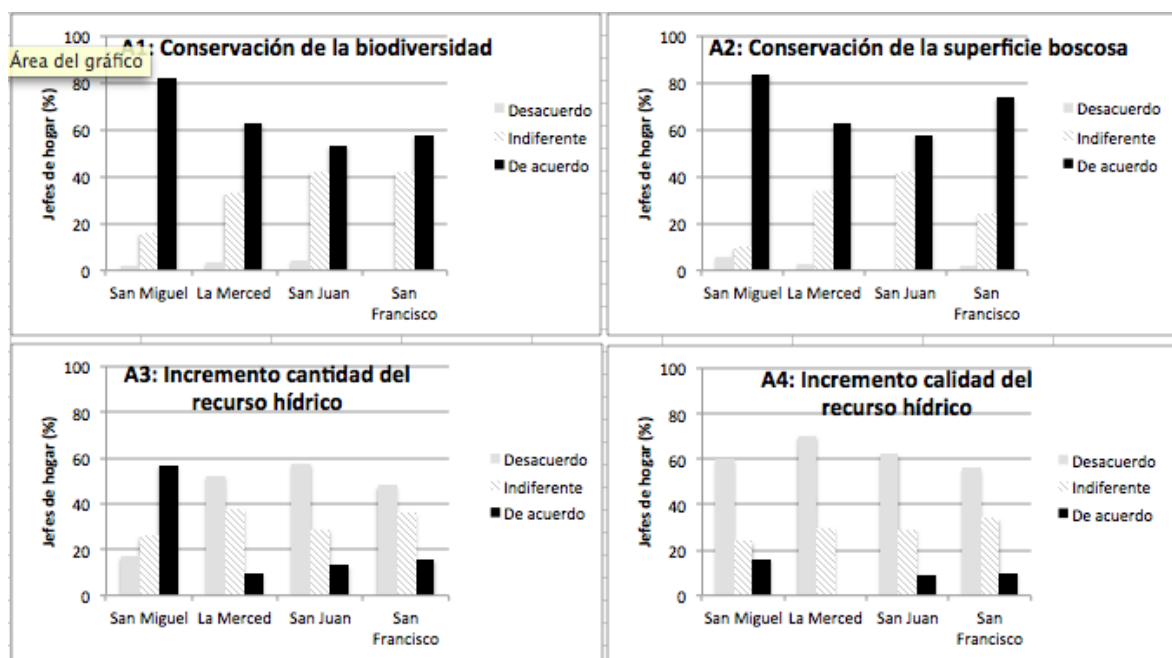 A1: Conservación de la biodiversidad
Área del gráfico
Jefes de hogar (%)
100
80
60
40
20
0
San Miguel
La Merced
San Juan
San
Francisco
Desacuerdo
Indiferente
De acuerdo
A2: Conservación de la superficie boscosa
Jefes de hogar (%)
100
80
60
40
20
0
San Miguel
La Merced
San Juan
San
Francisco
Desacuerdo
Indiferente
De acuerdo
A3: Incremento cantidad del
recurso hídrico
Jefes de hogar (%)
100
80
60
40
20
0
San Miguel
La Merced
San Juan
San
Francisco
Desacuerdo
Indiferente
De acuerdo
A4: Incremento calidad del
recurso hídrico
Jefes de hogar (%)
100
80
60
40
20
0
San Miguel
La Merced
San Juan
San
Francisco
Desacuerdo
Indiferente
De acuerdo